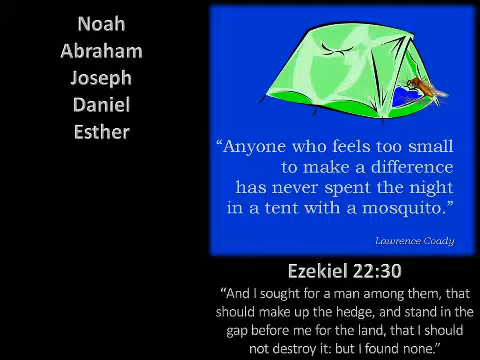 Noah
Abraham
Joseph
Daniel
Esther
“Anyone who feels too small
to make a difference
has never spent the night
in a tent with a mosquito.”
Lawrence Coady
Ezekiel 22:30
“And I sought for a man among them, that
should make up the hedge, and stand in the
gap before me for the land, that I should
not destroy it: but I found none.”